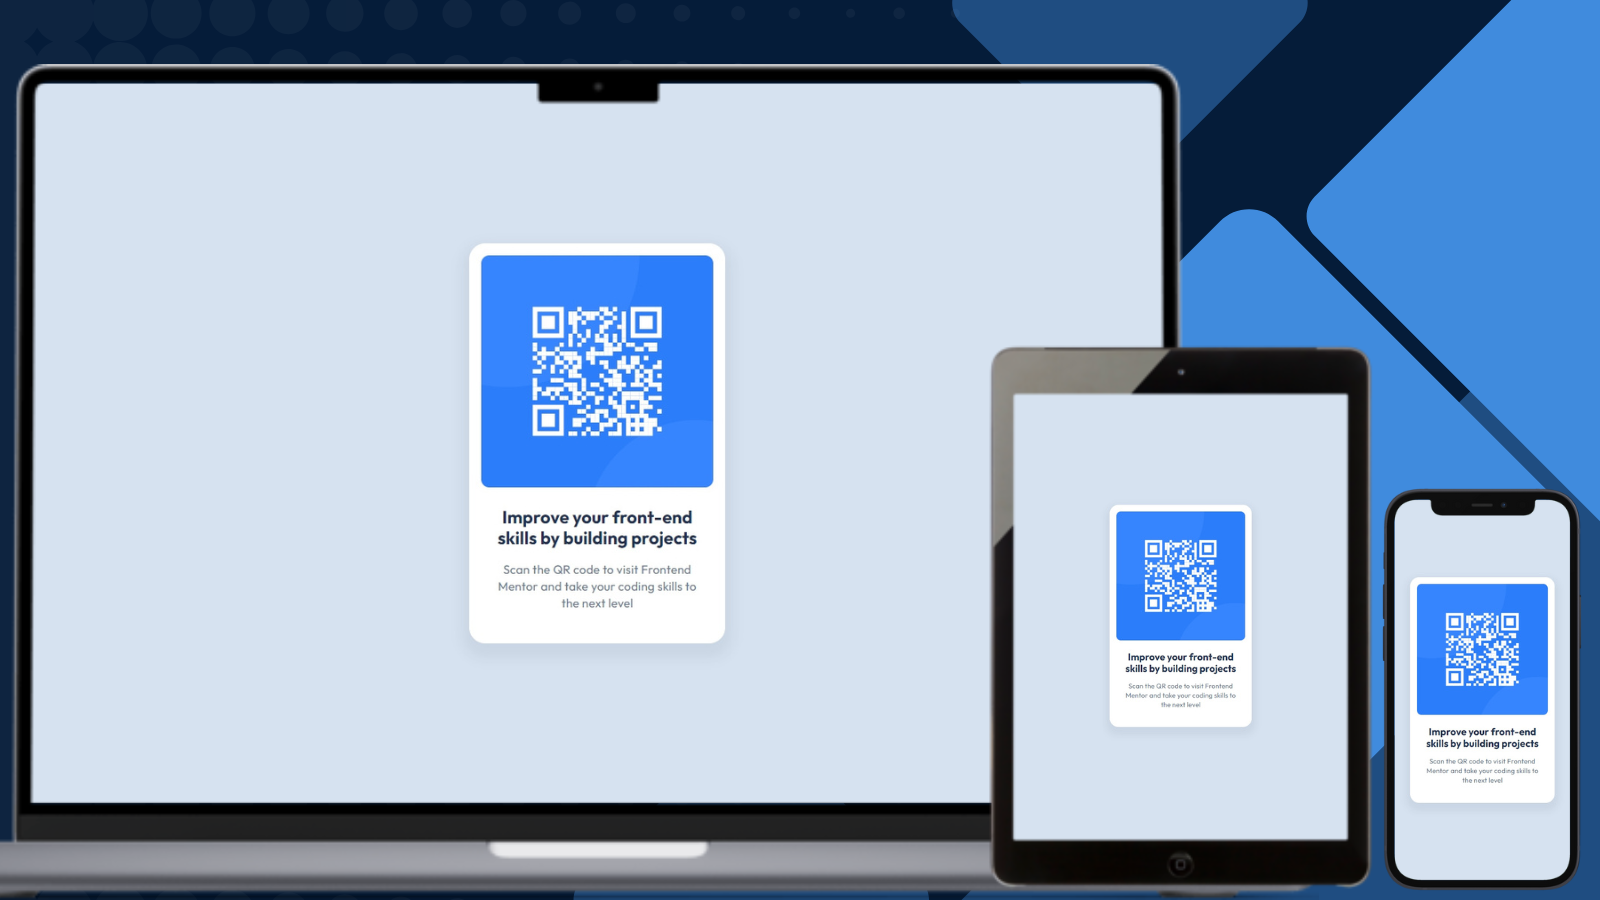 Improve your front-end
skills by building projects
Scan the QR code to visit Frontend
Mentor and take your coding skills to
the next level
Improve your front-end
skills by building projects
Scan the QR code to visit Frontend
Mentor and take your coding skills to
the next level
Improve your front-end
skills by building projects
Scan the QR code to visit Frontend
Mentor and take your coding skills to
the next level